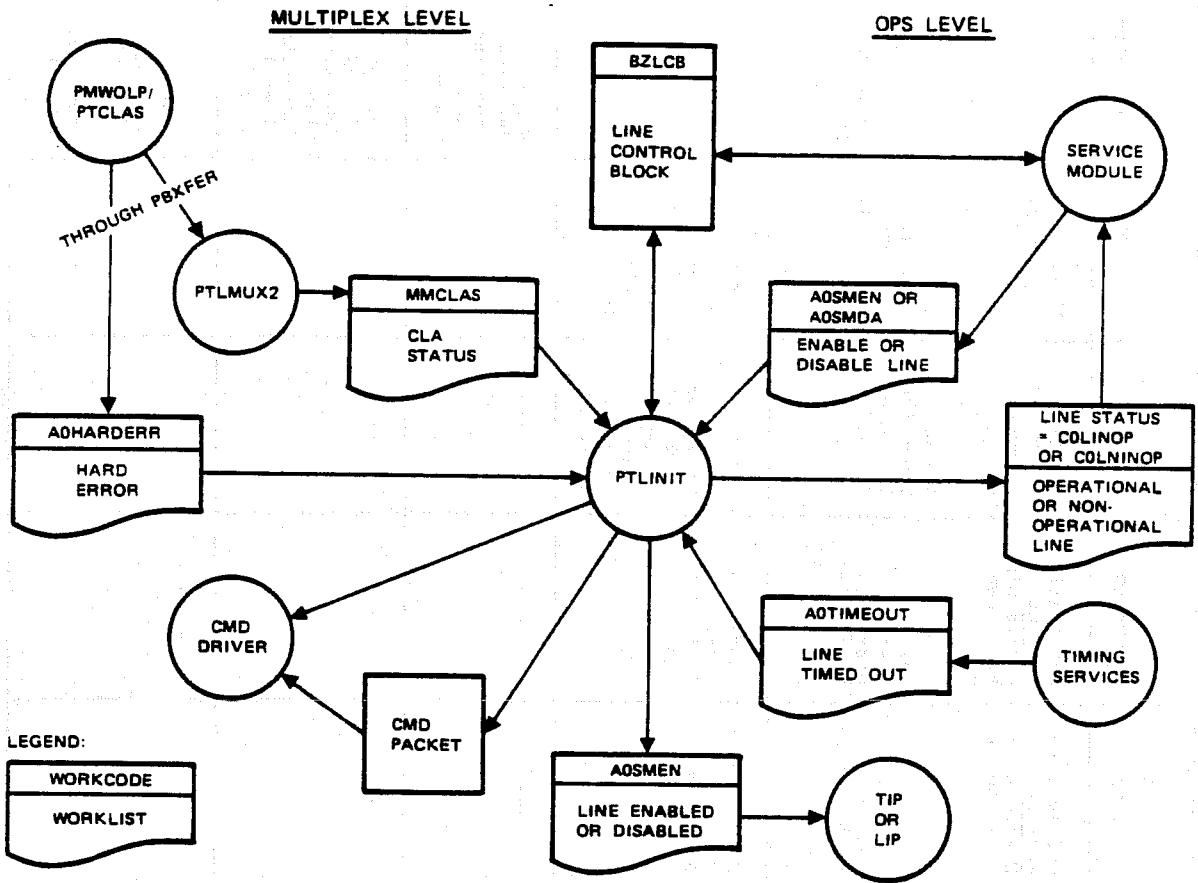 MULTIPLEX LEVEL
OPS LEVEL
PMWOLP/
PTCLAS
THROUGH PBXFER
PTLMUX2
MMCLAS
CLA
STATUS
A0HARDERR
HARD
ERROR
BZLCB
LINE
CONTROL
BLOCK
SERVICE
MODULE
A0SMEN OR
A0SMDA
ENABLE OR
DISABLE LINE
PTLINIT
LINE STATUS
= C0LINOP
OR C0LNINOP
OPERATIONAL
OR NON-
OPERATIONAL
LINE
CMD
DRIVER
CMD
PACKET
A0TIMEOUT
LINE
TIMED OUT
TIMING
SERVICES
A0SMEN
LINE ENABLED
OR DISABLED
TIP
OR
LIP
LEGEND:
WORKCODE
WORKLIST